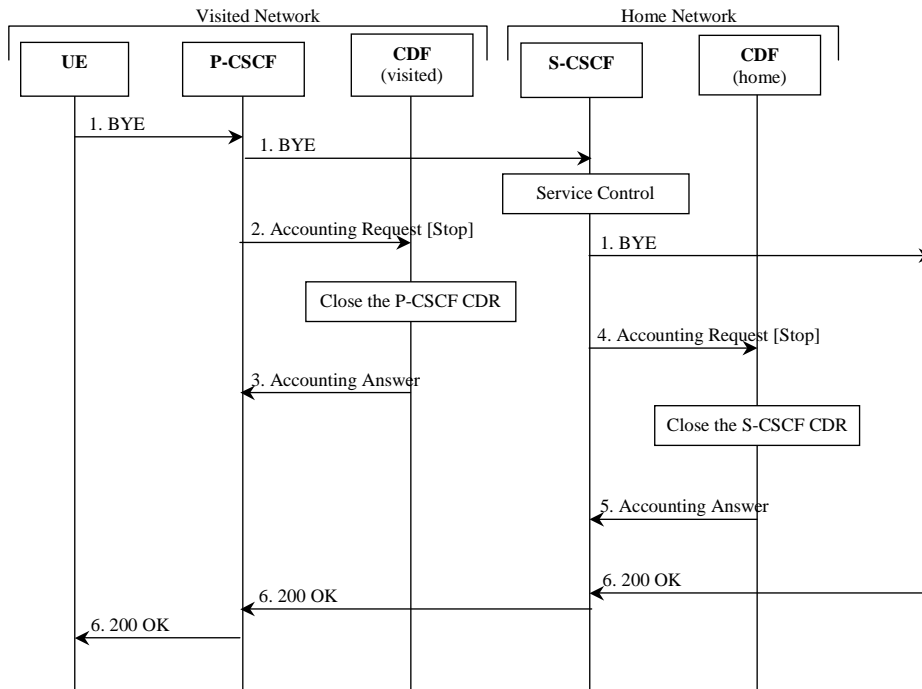 Visited Network
Home Network
UE
P-CSCF
CDF
(visited)
S-CSCF
CDF
(home)
1. BYE
1. BYE
Service Control
2. Accounting Request [Stop]
1. BYE
Close the P-CSCF CDR
4. Accounting Request [Stop]
3. Accounting Answer
Close the S-CSCF CDR
5. Accounting Answer
6. 200 OK
6. 200 OK
6. 200 OK